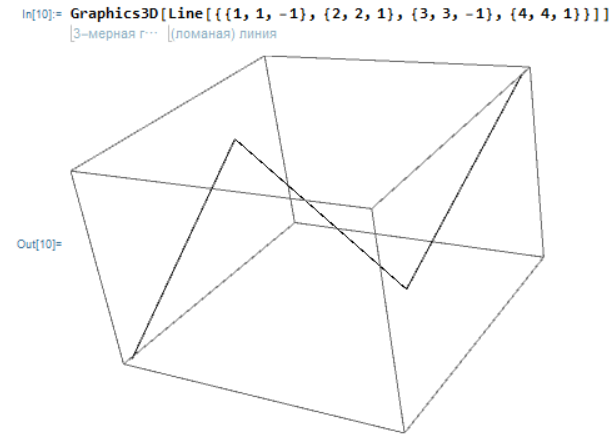 In[10]:= Graphics3D[Line[{{1, 1, -1}, {2, 2, 1}, {3, 3, -1}, {4, 4, 1}}]]
3–мерная г⋯ (ломаная) линия
Out[10]=